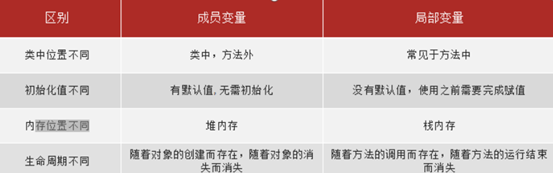 区别 成员变量 局部变量
类中位置不同 类中，方法外 常见于方法中
初始化值不同 有默认值,无需初始化 没有默认值，使用之前需要完成赋值
内存位置不同 堆内存 栈内存
生命周期不同 随着对象的创建而存在，随着对象的消失而消失 随着方法的调用而存在，随着方法的运行结束而消失